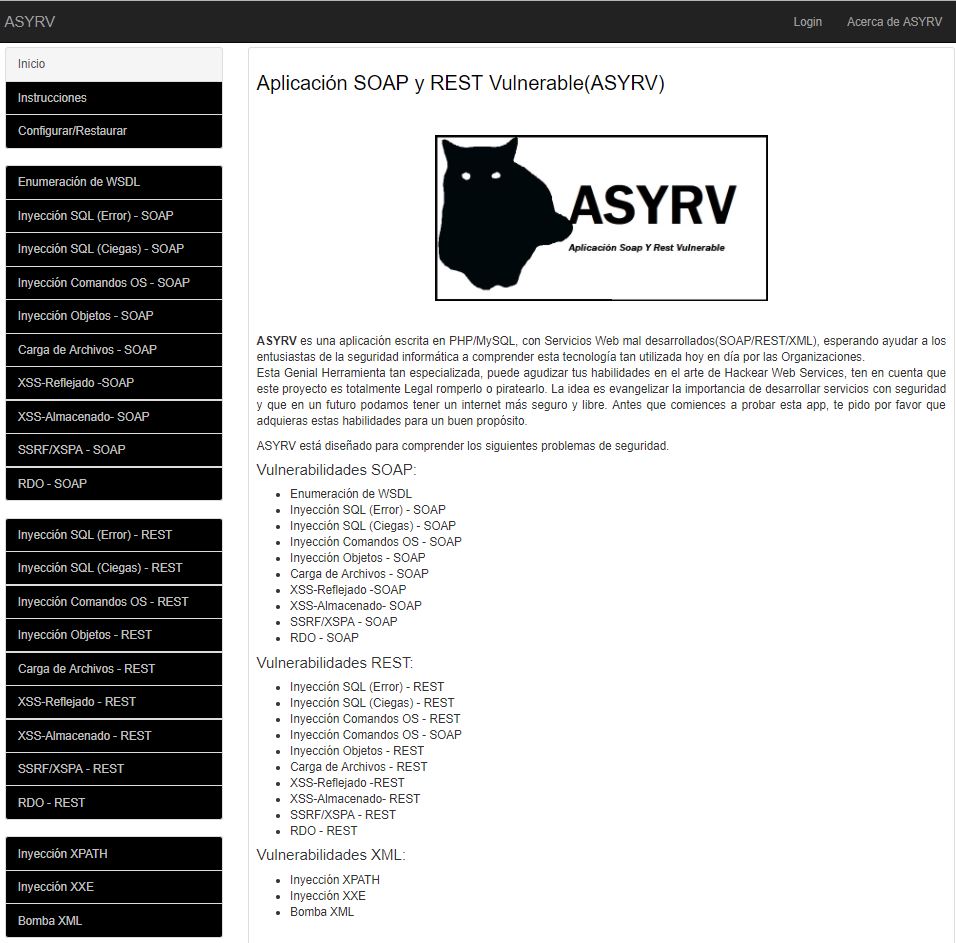 ASYRV
Login
Acerca de ASYRV
Inicio
Instrucciones
Configurar/Restaurar
Enumeración de WSDL
Inyección SQL (Error) - SOAP
Inyección SQL (Ciegas) - SOAP
Inyección Comandos OS - SOAP
Inyección Objetos - SOAP
Carga de Archivos - SOAP
XSS-Reflejado -SOAP
XSS-Almacenado- SOAP
SSRF/XSPA - SOAP
RDO - SOAP
Inyección SQL (Error) - REST
Inyección SQL (Ciegas) - REST
Inyección Comandos OS - REST
Inyección Objetos - REST
Carga de Archivos - REST
XSS-Reflejado - REST
XSS-Almacenado - REST
SSRF/XSPA - REST
RDO - REST
Inyección XPATH
Inyección XXE
Bomba XML
Aplicación SOAP y REST Vulnerable(ASYRV)
ASYRV
Aplicación Soap Y Rest Vulnerable
ASYRV es una aplicación escrita en PHP/MySQL, con Servicios Web mal desarrollados(SOAP/REST/XML), esperando ayudar a los
entusiastas de la seguridad informática a comprender esta tecnología tan utilizada hoy en día por las Organizaciones.
Esta Genial Herramienta tan especializada, puede agudizar tus habilidades en el arte de Hackear Web Services, ten en cuenta que
este proyecto es totalmente Legal romperlo o piratearlo. La idea es evangelizar la importancia de desarrollar servicios con seguridad
y que en un futuro podamos tener un internet más seguro y libre. Antes que comiences a probar esta app, te pido por favor que
adquieras estas habilidades para un buen propósito.
ASYRV está diseñado para comprender los siguientes problemas de seguridad.
Vulnerabilidades SOAP:
Enumeración de WSDL
Inyección SQL (Error) - SOAP
Inyección SQL (Ciegas) - SOAP
Inyección Comandos OS - SOAP
Inyección Objetos - SOAP
Carga de Archivos - SOAP
XSS-Reflejado -SOAP
XSS-Almacenado- SOAP
SSRF/XSPA - SOAP
RDO - SOAP
Vulnerabilidades REST:
Inyección SQL (Error) - REST
Inyección SQL (Ciegas) - REST
Inyección Comandos OS - REST
Inyección Comandos OS - SOAP
Inyección Objetos - REST
Carga de Archivos - REST
XSS-Reflejado -REST
XSS-Almacenado- REST
SSRF/XSPA - REST
RDO - REST
Vulnerabilidades XML:
Inyección XPATH
Inyección XXE
Bomba XML